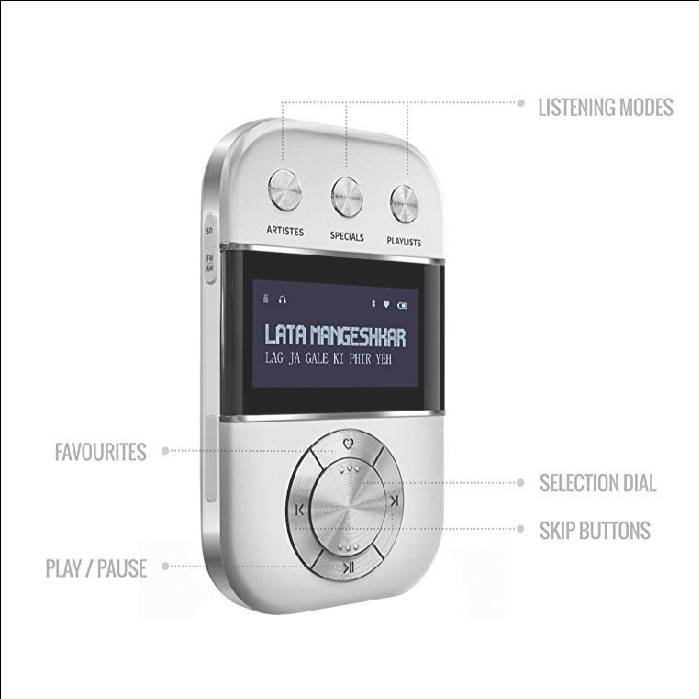 LISTENING MODES
ARTISTES
SPECIALS
PLAYLISTS
SD
FM
AM
LATA MANGESHKAR
LAG JA GALE KI PHIR YEH
FAVOURITES
SELECTION DIAL
SKIP BUTTONS
PLAY / PAUSE